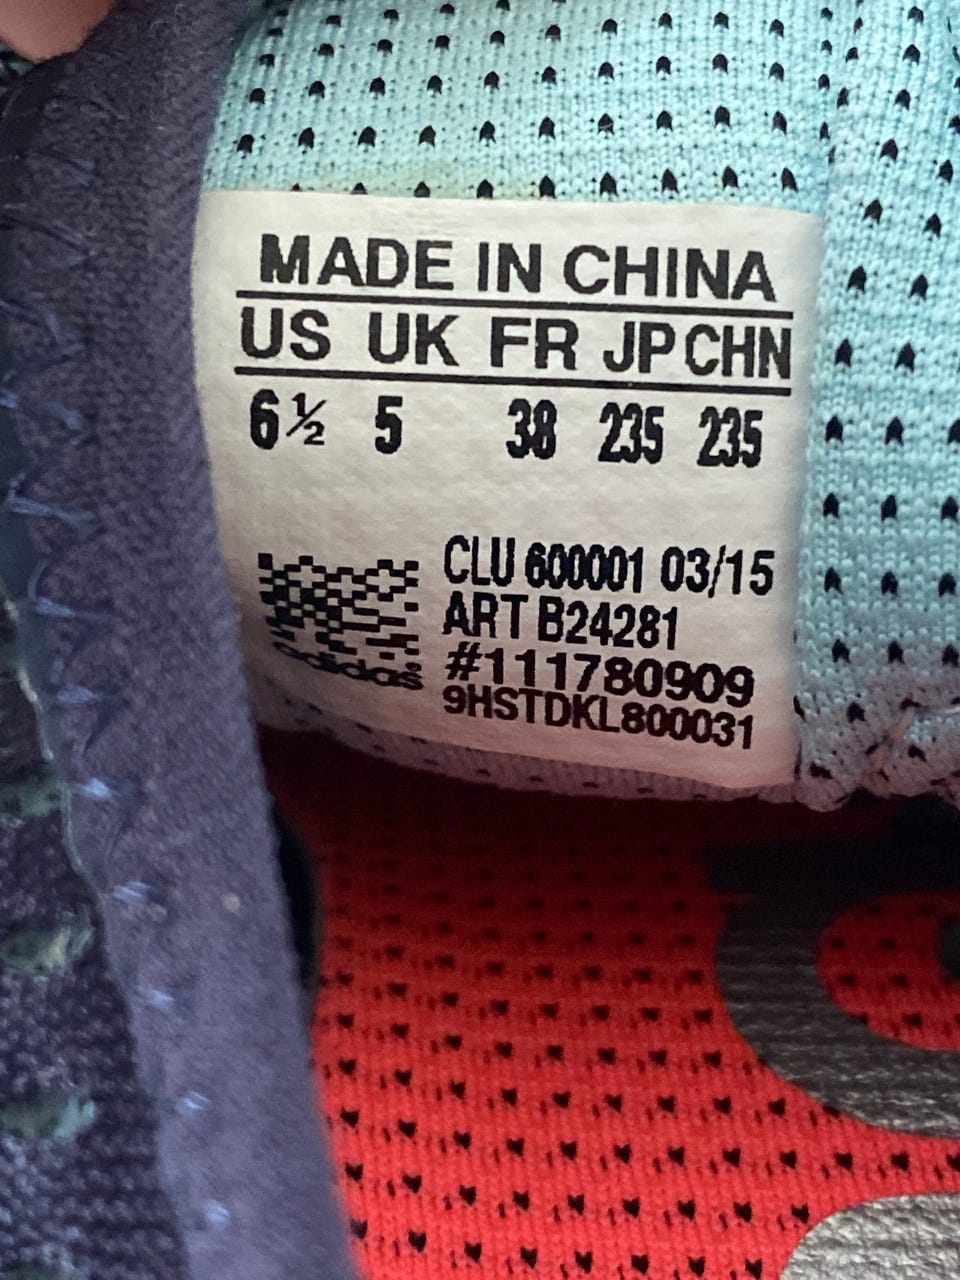 MADE IN CHINA
US UK FR JP CHN
6½ 5 38 235 235
CLU 600001 03/15
ART B24281
#111780909
9HSTDKL800031
adidas